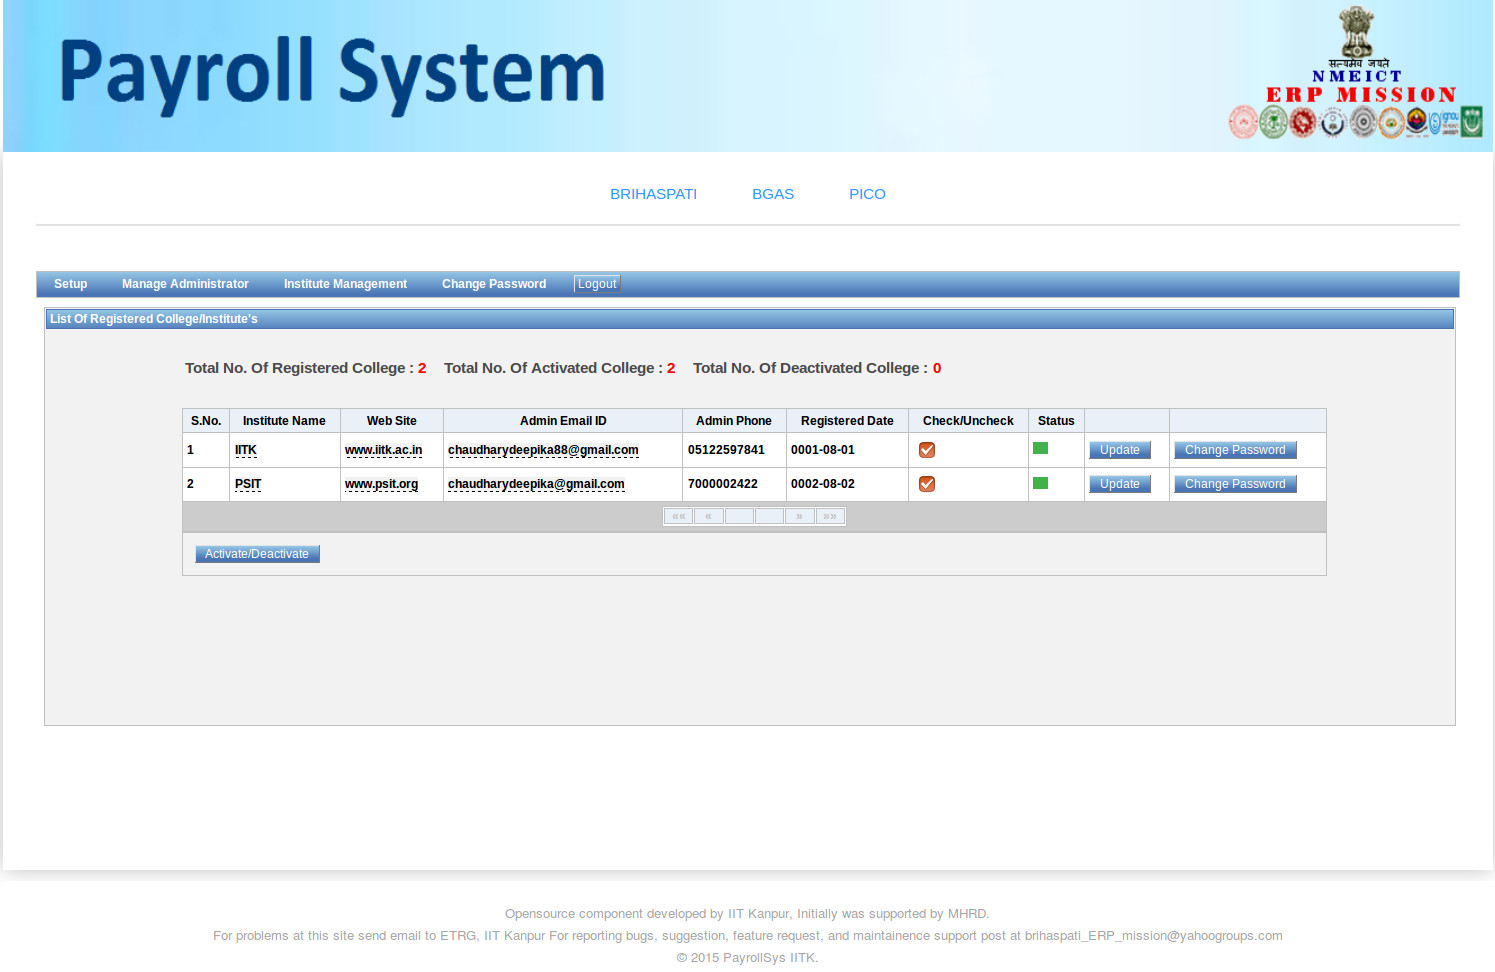 Payroll System
सत्यमेव जयते
NMEICT
ERP MISSION
ignou
BRIHASPATI BGAS PICO
Setup Manage Administrator Institute Management Change Password Logout
List Of Registered College/Institute's
Total No. Of Registered College : 2 Total No. Of Activated College : 2 Total No. Of Deactivated College : 0
S.No. Institute Name Web Site Admin Email ID Admin Phone Registered Date Check/Uncheck Status
1 IITK www.iitk.ac.in chaudharydeepika88@gmail.com 05122597841 0001-08-01 Update Change Password
2 PSIT www.psit.org chaudharydeepika@gmail.com 7000002422 0002-08-02 Update Change Password
«« « » »»
Activate/Deactivate
Opensource component developed by IIT Kanpur, Initially was supported by MHRD.
For problems at this site send email to ETRG, IIT Kanpur For reporting bugs, suggestion, feature request, and maintainence support post at brihaspati_ERP_mission@yahoogroups.com
© 2015 PayrollSys IITK.